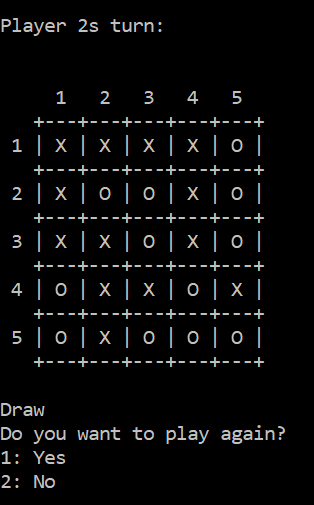 Player 2s turn:
    1   2   3   4   5
  +---+---+---+---+---+
1 | X | X | X | X | O |
  +---+---+---+---+---+
2 | X | O | O | X | O |
  +---+---+---+---+---+
3 | X | X | O | X | O |
  +---+---+---+---+---+
4 | O | X | X | O | X |
  +---+---+---+---+---+
5 | O | X | O | O | O |
  +---+---+---+---+---+
Draw
Do you want to play again?
1: Yes
2: No